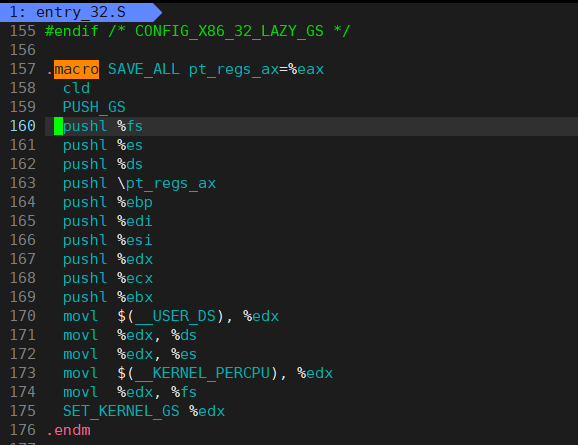 1: entry_32.S
155 #endif /* CONFIG_X86_32_LAZY_GS */
156
157 .macro SAVE_ALL pt_regs_ax=%eax
158   cld
159   PUSH_GS
160   pushl %fs
161   pushl %es
162   pushl %ds
163   pushl \pt_regs_ax
164   pushl %ebp
165   pushl %edi
166   pushl %esi
167   pushl %edx
168   pushl %ecx
169   pushl %ebx
170   movl  $(__USER_DS), %edx
171   movl  %edx, %ds
172   movl  %edx, %es
173   movl  $(__KERNEL_PERCPU), %edx
174   movl  %edx, %fs
175   SET_KERNEL_GS %edx
176 .endm